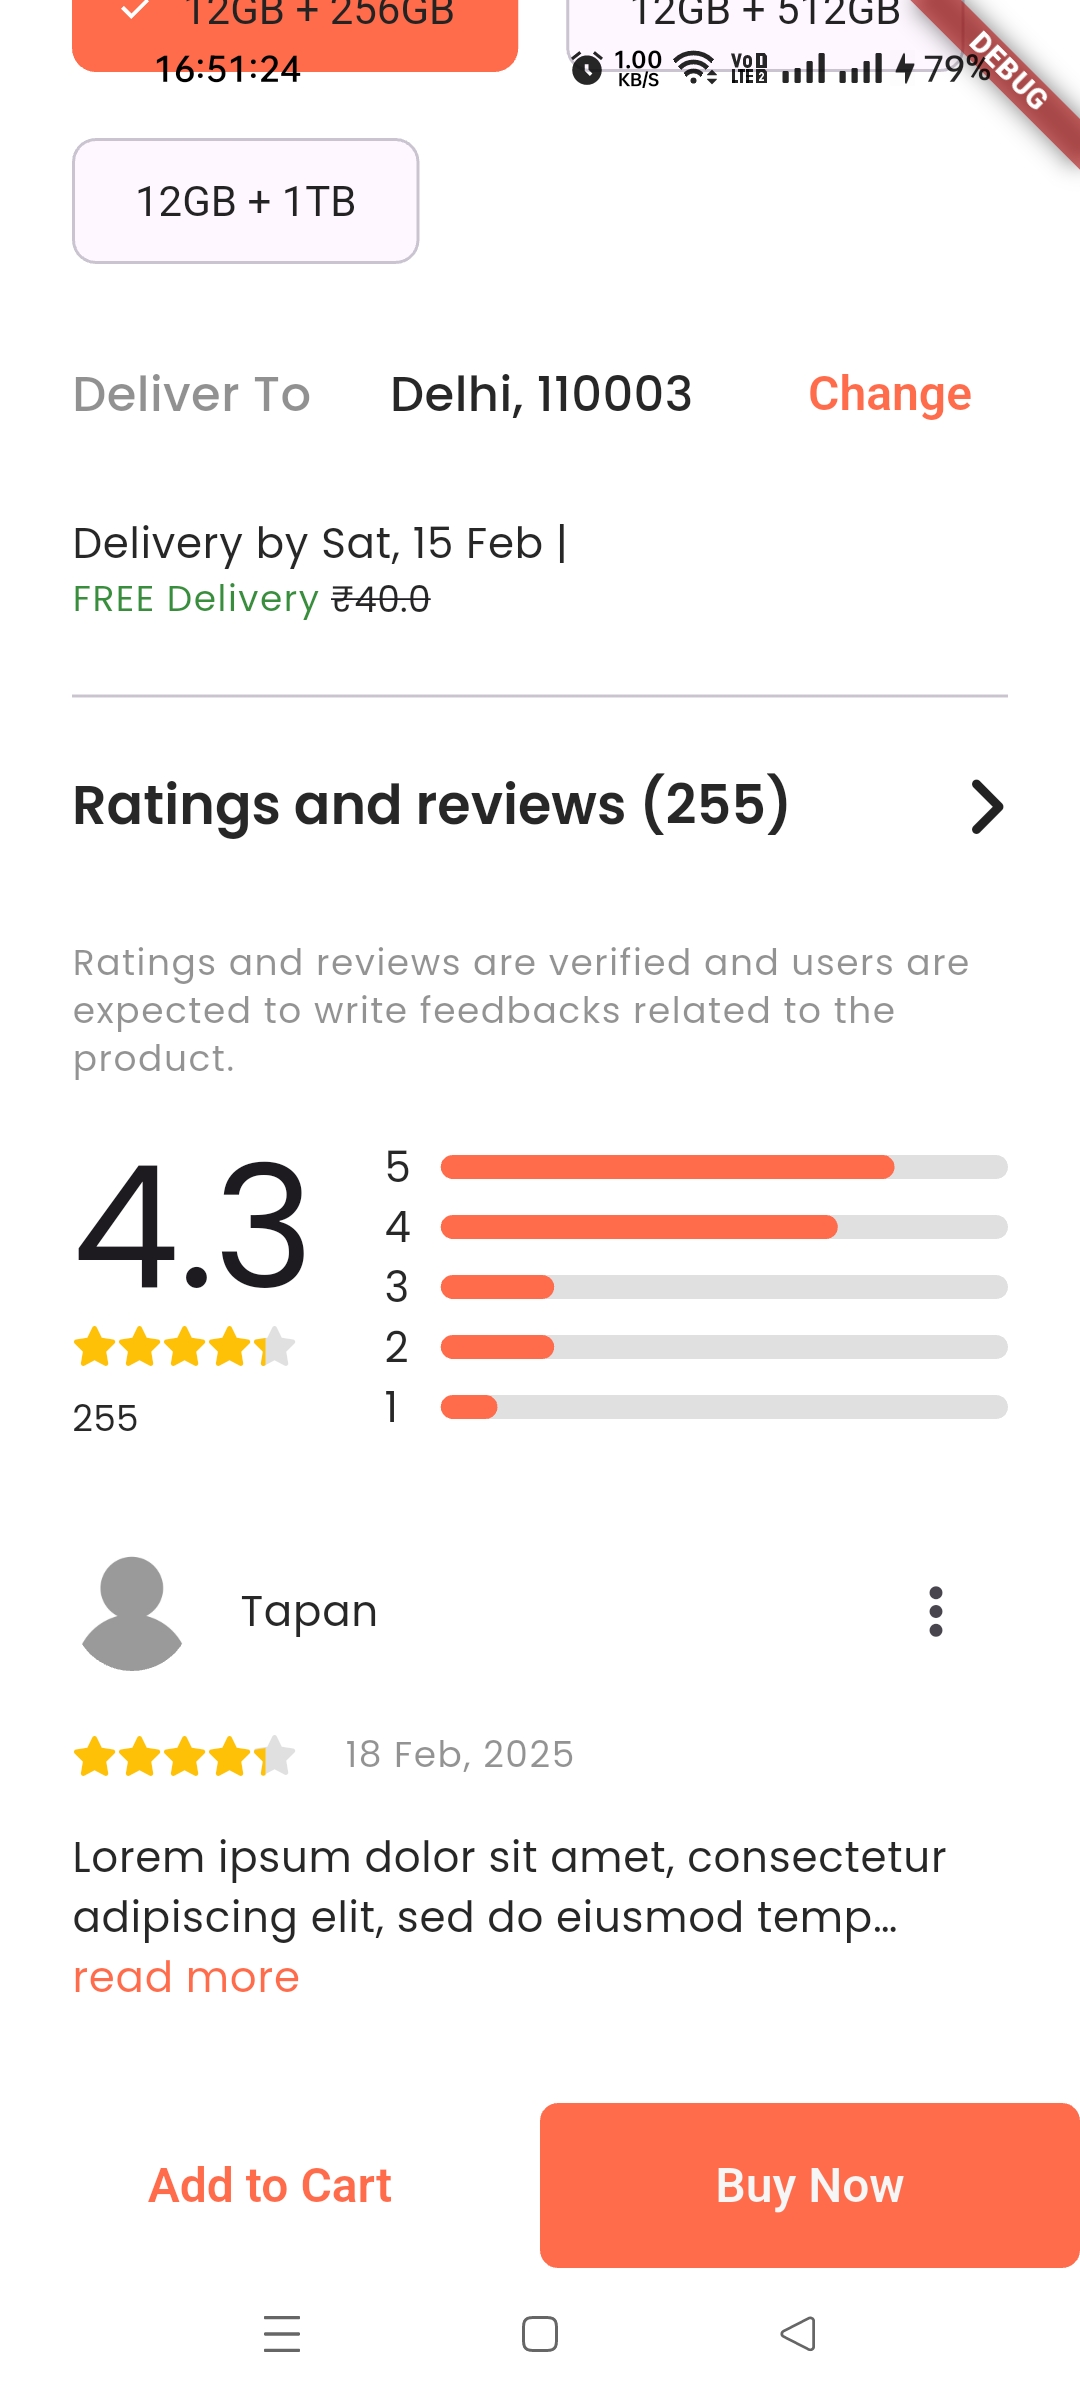 12GB + 256GB
12GB + 512GB
16:51:24
1.00
KB/S
Vo
LTE 2
79%
DEBUG
12GB + 1TB
Deliver To
Delhi, 110003
Change
Delivery by Sat, 15 Feb |
FREE Delivery ₹40.0
Ratings and reviews (255)
Ratings and reviews are verified and users are
expected to write feedbacks related to the
product.
4.3
5
4
3
2
1
255
Tapan
18 Feb, 2025
Lorem ipsum dolor sit amet, consectetur
adipiscing elit, sed do eiusmod temp...
read more
Add to Cart
Buy Now